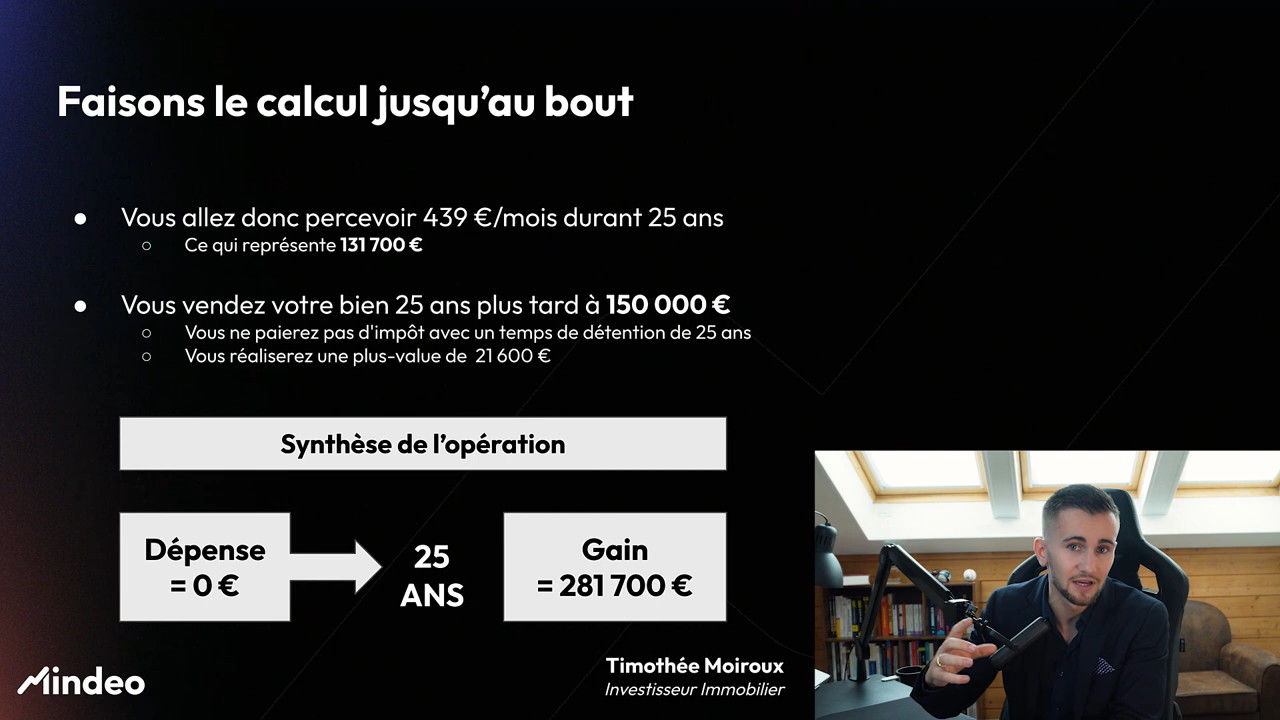 Faisons le calcul jusqu'au bout
● Vous allez donc percevoir 439 €/mois durant 25 ans
○ Ce qui représente 131 700 €
● Vous vendez votre bien 25 ans plus tard à 150 000 €
○ Vous ne paierez pas d'impôt avec un temps de détention de 25 ans
○ Vous réaliserez une plus-value de 21 600 €
Synthèse de l'opération
Dépense
= 0 €
25
ANS
Gain
= 281 700 €
Timothée Moiroux
Investisseur Immobilier
Mindeo